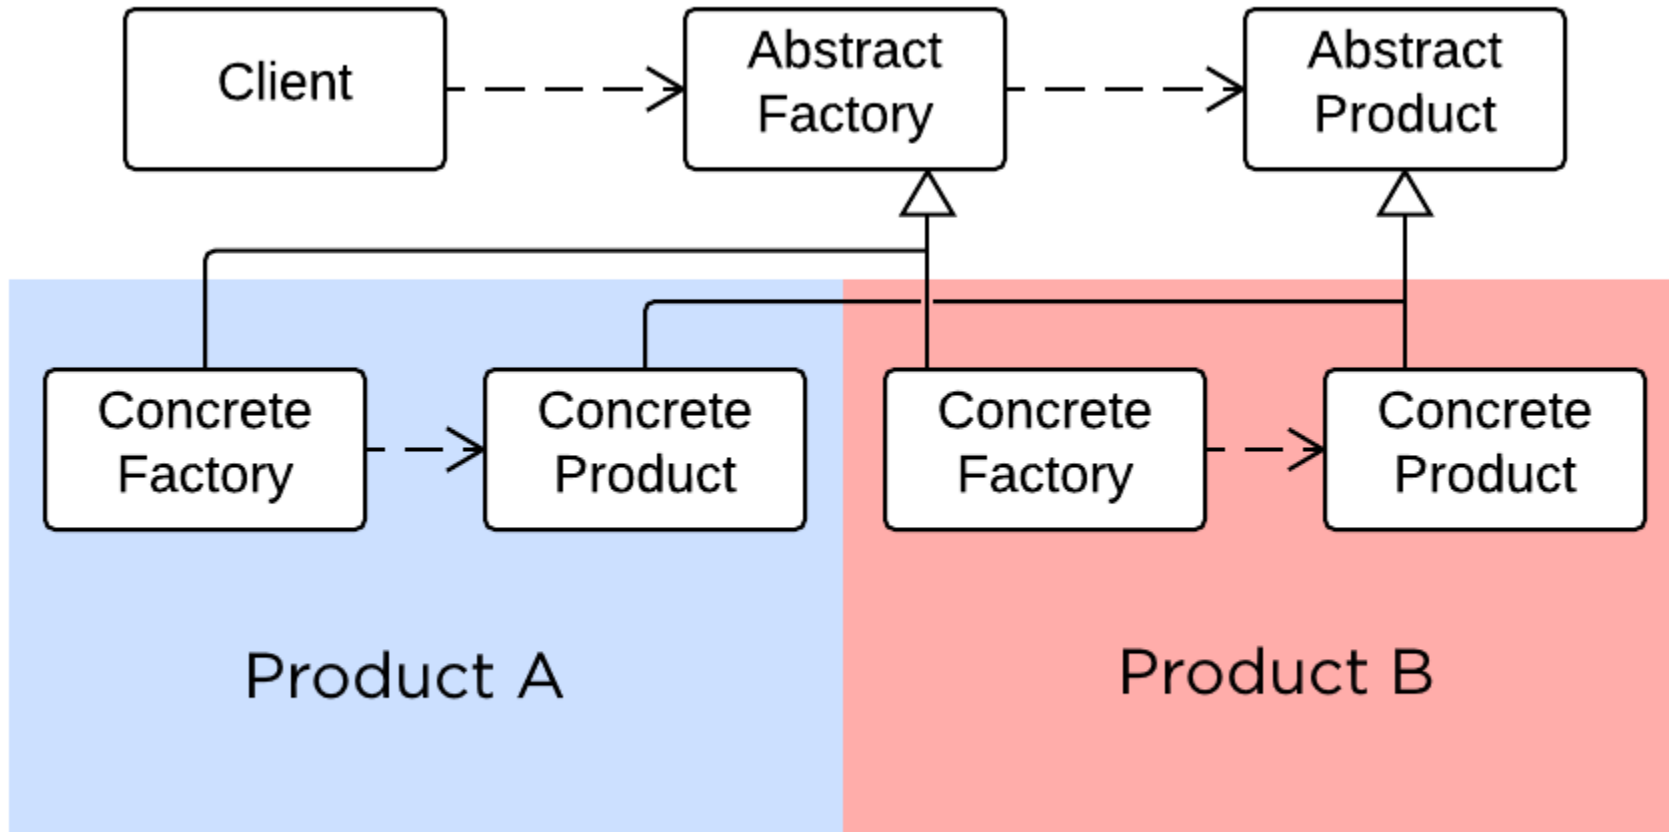 Client
Abstract
Factory
Abstract
Product
Concrete
Factory
Concrete
Product
Concrete
Factory
Concrete
Product
Product A
Product B